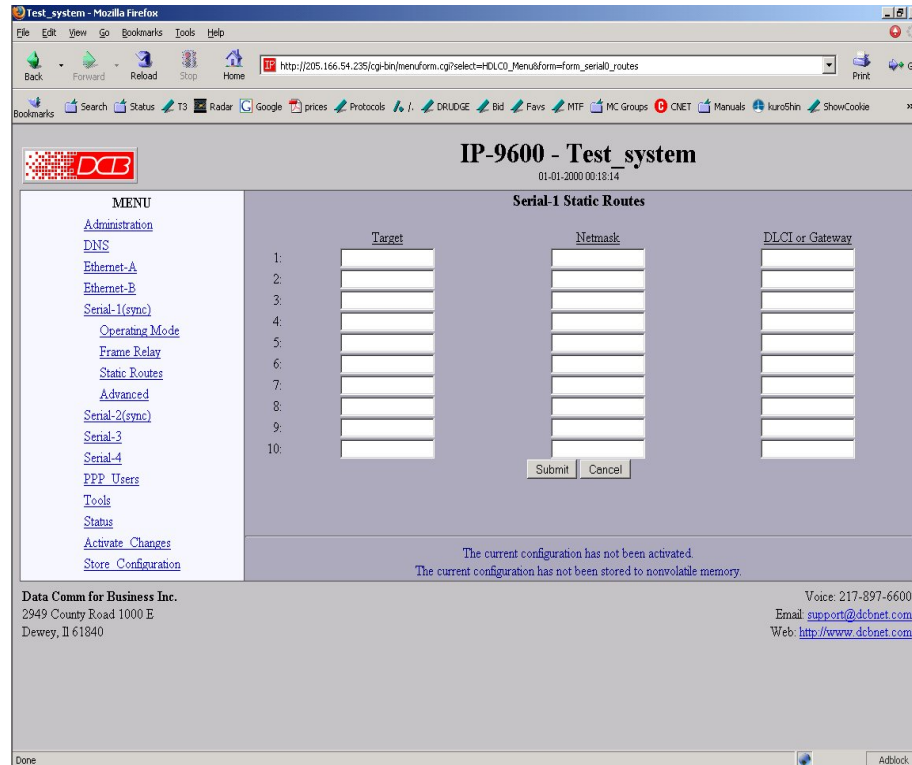 Test_system - Mozilla Firefox
File Edit View Go Bookmarks Tools Help
Back Forward Reload Stop Home
http://205.166.54.235/cgi-bin/menuform.cgi?select=HDLC0_Menu&form=form_serial0_routes
Print
Bookmarks Search Status T3 Radar Google prices Protocols /. DRUDGE Bid Favs MTF MC Groups CNET Manuals kuro5hin ShowCookie
DCB
IP-9600 - Test_system
01-01-2000 00:18:14
MENU
Administration
DNS
Ethernet-A
Ethernet-B
Serial-1(sync)
Operating Mode
Frame Relay
Static Routes
Advanced
Serial-2(sync)
Serial-3
Serial-4
PPP Users
Tools
Status
Activate Changes
Store Configuration
Serial-1 Static Routes
Target Netmask DLCI or Gateway
1:
2:
3:
4:
5:
6:
7:
8:
9:
10:
Submit Cancel
The current configuration has not been activated.
The current configuration has not been stored to nonvolatile memory.
Data Comm for Business Inc.
2949 County Road 1000 E
Dewey, Il 61840
Voice: 217-897-6600
Email: support@dcbnet.com
Web: http://www.dcbnet.com
Done
Adblock